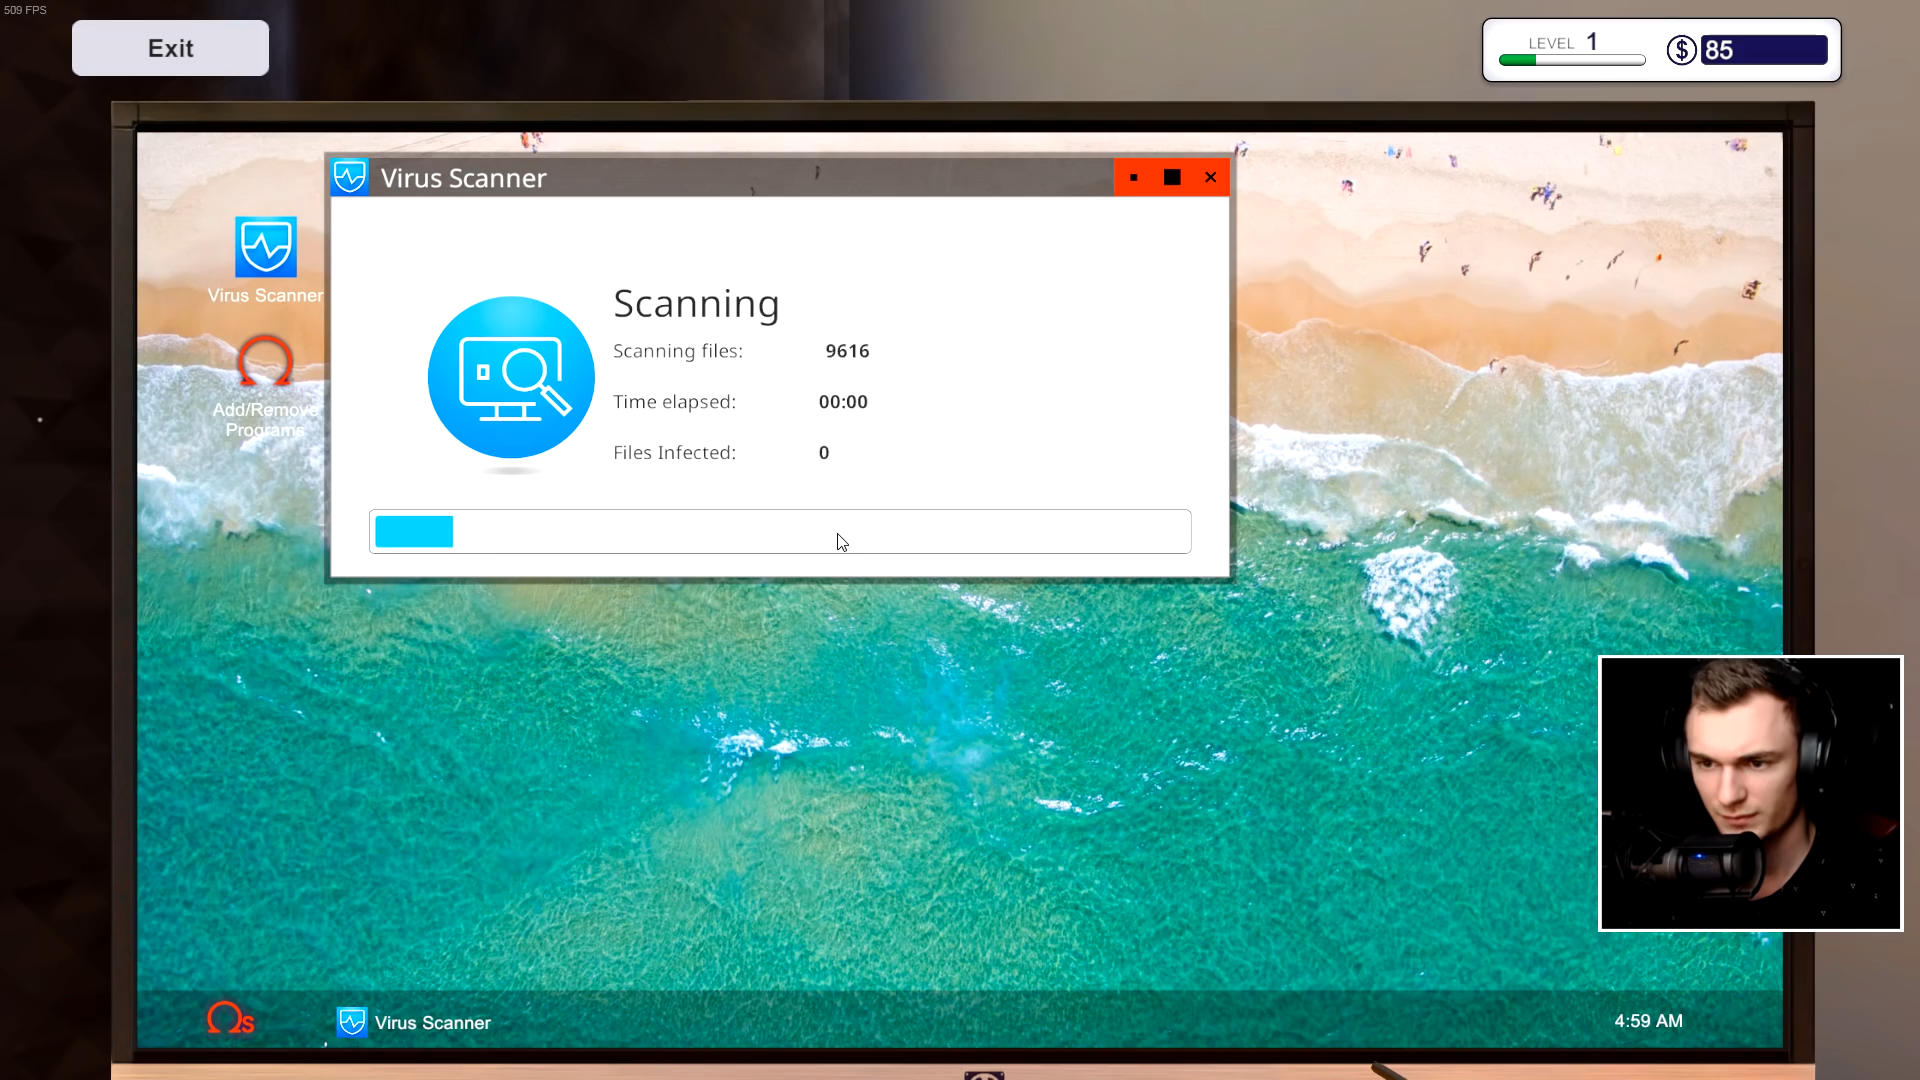 509 FPS
Exit
LEVEL 1
$ 85
Virus Scanner
Virus Scanner
Add/Remove
Programs
Scanning
Scanning files: 9616
Time elapsed: 00:00
Files Infected: 0
Ωs
Virus Scanner
4:59 AM